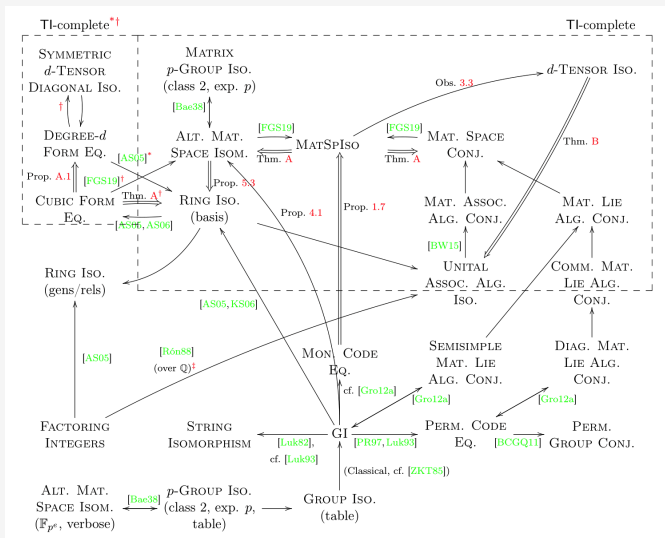 TI-complete*†
TI-complete
SYMMETRIC
d-TENSOR
DIAGONAL ISO.
MATRIX
p-GROUP ISO.
(class 2, exp. p)
d-TENSOR ISO.
Obs. 3.3
†
[Bae38]
[FGS19]
[FGS19]
DEGREE-d
FORM EQ.
[AS05]*
ALT. MAT.
SPACE ISOM.
MATSPISO
MAT. SPACE
CONJ.
Thm. B
Thm. A
Thm. A
Prop. A.1
[FGS19]†
Prop. 5.3
Thm. A†
CUBIC FORM
EQ.
RING ISO.
(basis)
Prop. 4.1
Prop. 1.7
MAT. ASSOC.
ALG. CONJ.
MAT. LIE
ALG. CONJ.
[AS05, AS06]
[BW15]
RING ISO.
(gens/rels)
UNITAL
ASSOC. ALG.
ISO.
COMM. MAT.
LIE ALG.
CONJ.
[AS05, KS06]
[AS05]
[Rón88]
(over ℚ)‡
MON. CODE
EQ.
SEMISIMPLE
MAT. LIE
ALG. CONJ.
DIAG. MAT.
LIE ALG.
CONJ.
cf. [Gro12a]
[Gro12a]
[Gro12a]
FACTORING
INTEGERS
STRING
ISOMORPHISM
GI
PERM. CODE
EQ.
PERM.
GROUP CONJ.
[Luk82],
cf. [Luk93]
[PR97, Luk93]
[BCGQ11]
(Classical, cf. [ZKT85])
ALT. MAT.
SPACE ISOM.
(𝔽pᵉ, verbose)
[Bae38]
p-GROUP ISO.
(class 2, exp. p,
table)
GROUP ISO.
(table)